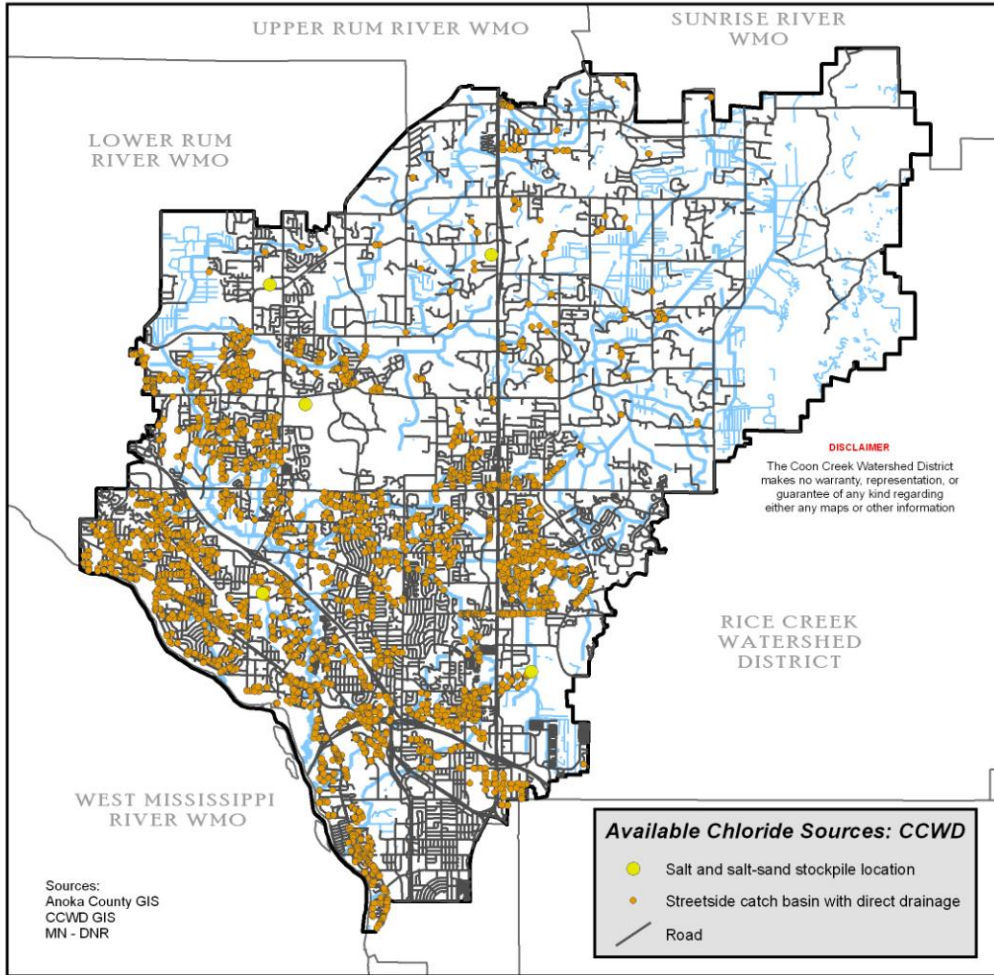 UPPER RUM RIVER WMO
SUNRISE RIVER
WMO
LOWER RUM
RIVER WMO
DISCLAIMER
The Coon Creek Watershed District
makes no warranty, representation, or
guarantee of any kind regarding
either any maps or other information
RICE CREEK
WATERSHED
DISTRICT
WEST MISSISSIPPI
RIVER WMO
Sources:
Anoka County GIS
CCWD GIS
MN - DNR
Available Chloride Sources: CCWD
Salt and salt-sand stockpile location
Streetside catch basin with direct drainage
Road